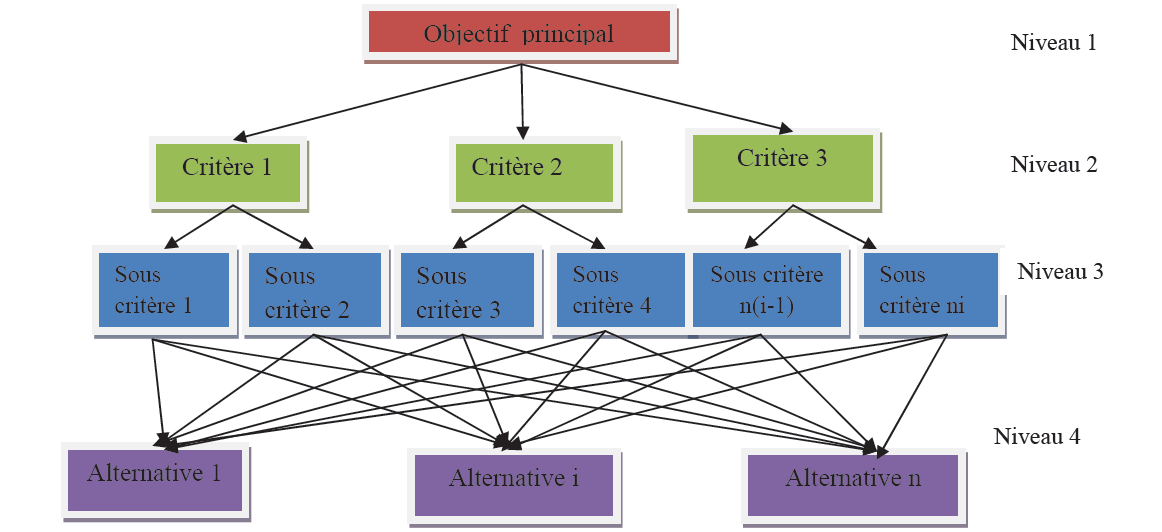 Objectif principal
Niveau 1
Critère 1
Critère 2
Critère 3
Niveau 2
Sous
critère 1
Sous
critère 2
Sous
critère 3
Sous
critère 4
Sous critère
n(i-1)
Sous
critère ni
Niveau 3
Alternative 1
Alternative i
Alternative n
Niveau 4